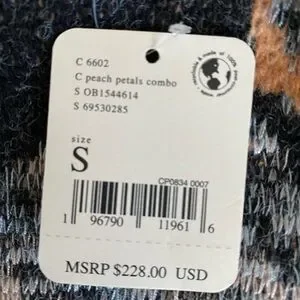 C 6602
C peach petals combo
S OB1544614
S 69530285
size
S
CP0834 0007
1 96790 11961 6
MSRP $228.00 USD